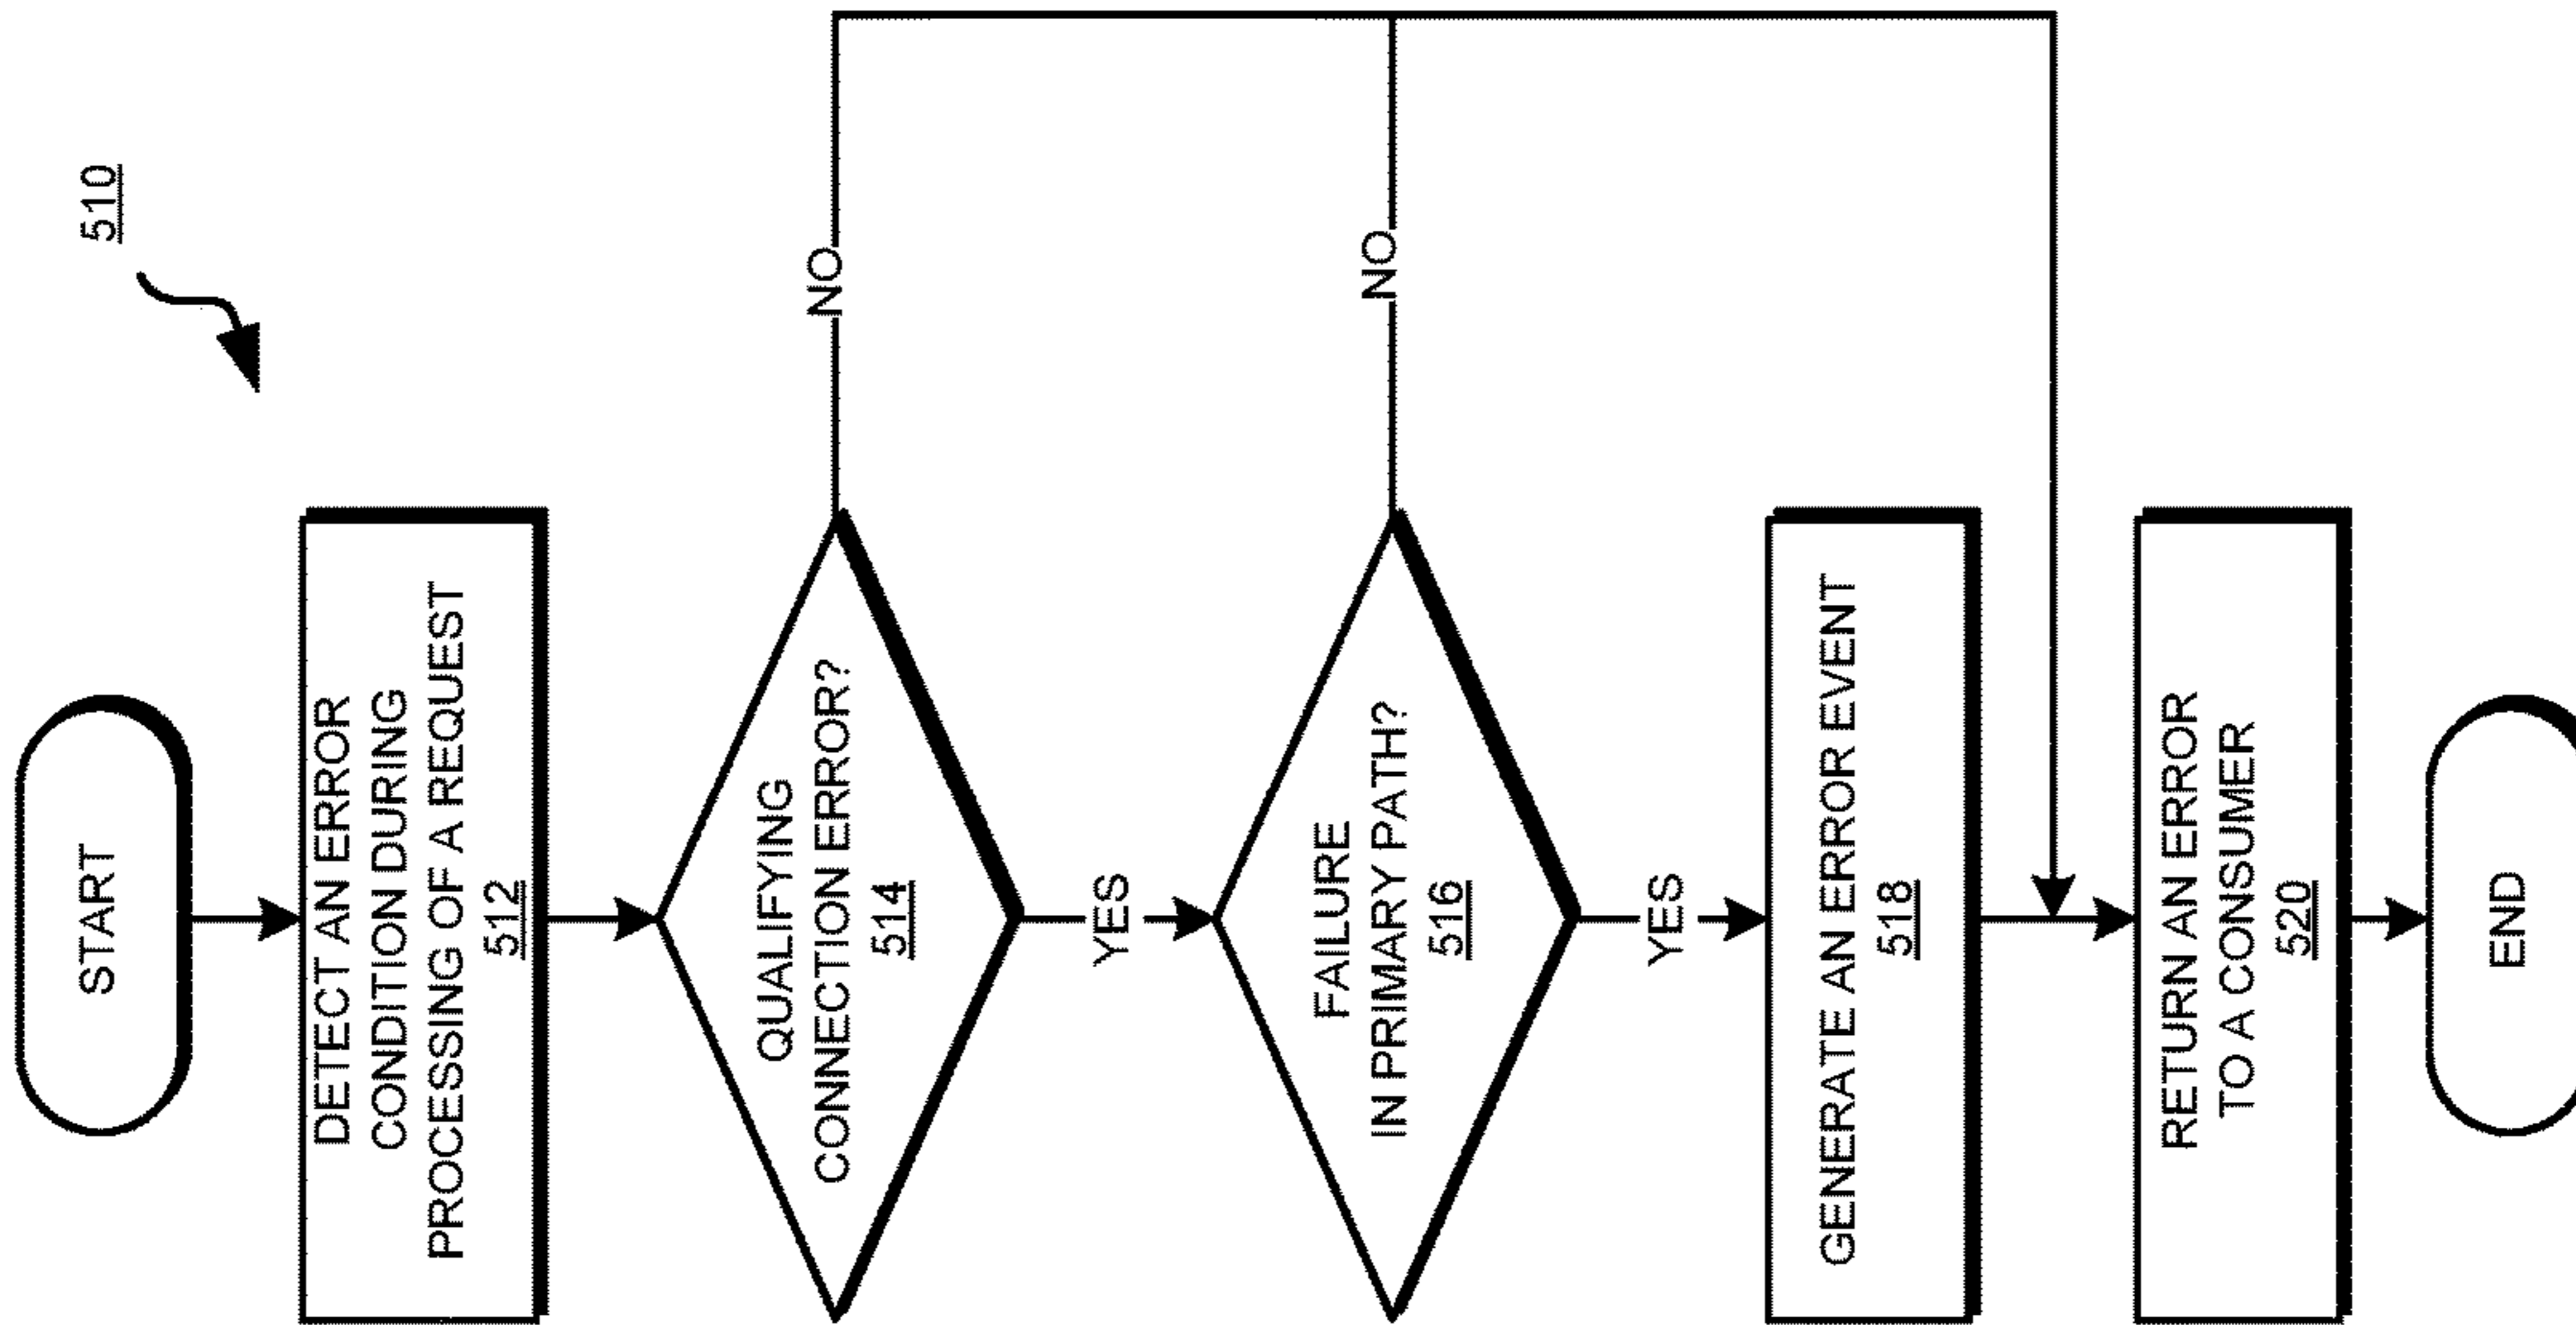 510
START
DETECT AN ERROR
CONDITION DURING
PROCESSING OF A REQUEST
512
QUALIFYING
CONNECTION ERROR?
514
NO
YES
FAILURE
IN PRIMARY PATH?
516
NO
YES
GENERATE AN ERROR EVENT
518
RETURN AN ERROR
TO A CONSUMER
520
END